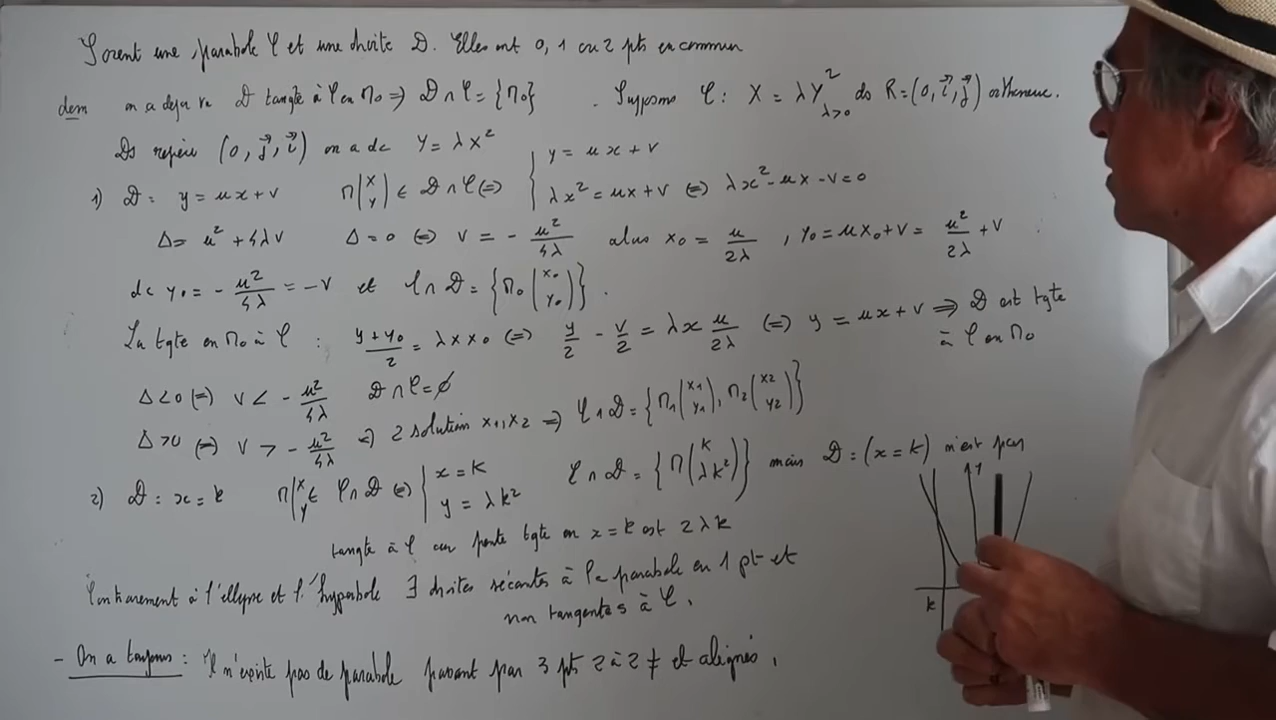 Soient une parabole C et une droite D. Elles ont 0, 1 ou 2 pts en commun
dem on a deja vu D tangte à C en M₀ ⇒ D ∩ C = {M₀} . Supposons C : X = λY² λ>0 ds R = (O, i⃗, j⃗) orthonormé.
Ds repère (O, j⃗, i⃗) on a dc y = λx²
1) D : y = ux + v M|x y ∈ D ∩ C ⇔ { y = ux + v
λx² = ux + v ⇔ λx² - ux - v = 0
Δ = u² + 4λv Δ = 0 ⇔ v = - u²/4λ alors x₀ = u/2λ , y₀ = ux₀ + v = u²/2λ + v
dc y₀ = - u²/4λ = -v et C ∩ D = {M₀ (x₀ y₀)} .
La tgte en M₀ à C : (y + y₀)/2 = λ x x₀ ⇔ y/2 - v/2 = λx u/2λ ⇔ y = ux + v ⇒ D est tgte
à C en M₀
Δ<0 ⇔ v < - u²/4λ D ∩ C = ∅
Δ>0 ⇔ v > - u²/4λ ⇒ 2 solution x₁, x₂ ⇒ C ∩ D = {M₁ (x₁ y₁), M₂ (x₂ y₂)}
2) D : x = k M|x y ∈ C ∩ D ⇔ { x = k
y = λk² C ∩ D = {M (k λk²)} mais D = (x = k) n'est pas
tangte à C car pente tgte en x = k est 2λk
Contrairement à l'ellipse et l'hyperbole ∃ droites sécantes à la parabole en 1 pt et
non tangentes à C.
- On a toujours : Il n'existe pas de parabole passant par 3 pts 2 à 2 ≠ et alignés.
y
k